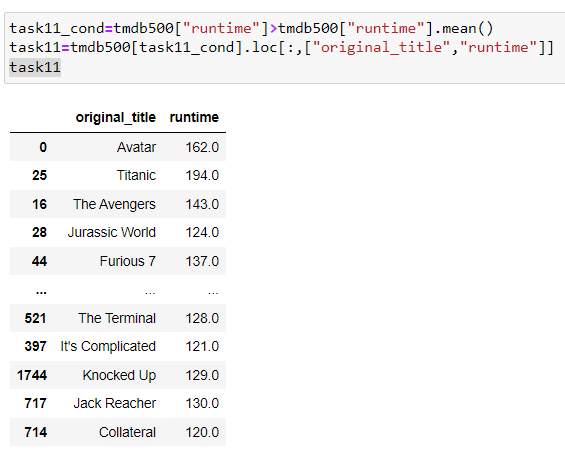 task11_cond=tmdb500["runtime"]>tmdb500["runtime"].mean()
task11=tmdb500[task11_cond].loc[:,["original_title","runtime"]]
task11
original_title runtime
0 Avatar 162.0
25 Titanic 194.0
16 The Avengers 143.0
28 Jurassic World 124.0
44 Furious 7 137.0
... ... ...
521 The Terminal 128.0
397 It's Complicated 121.0
1744 Knocked Up 129.0
717 Jack Reacher 130.0
714 Collateral 120.0